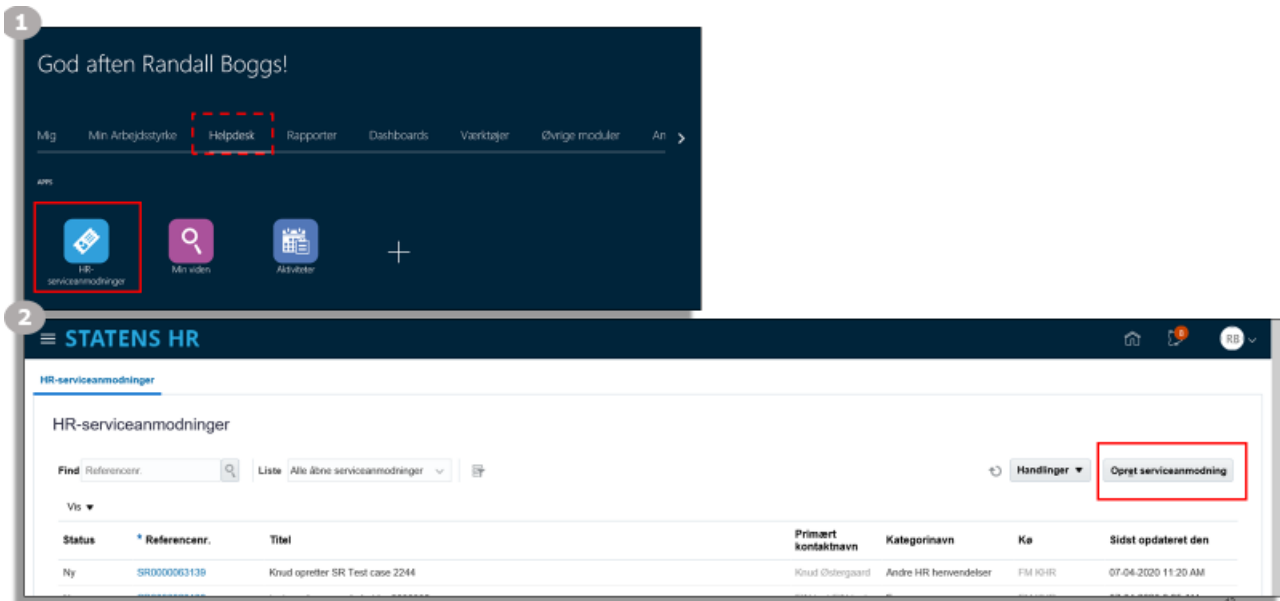 1
God aften Randall Boggs!
Mig Min Arbejdsstyrke Helpdesk Rapporter Dashboards Værktøjer Øvrige moduler An
APPS
HR-
serviceanmodninger
Min viden
Aktiviteter
2
STATENS HR
0
RB
HR-serviceanmodninger
HR-serviceanmodninger
Find Referencenr. Liste Alle åbne serviceanmodninger Handlinger Opret serviceanmodning
Vis
Status * Referencenr. Titel Primært kontaktnavn Kategorinavn Kø Sidst opdateret den
Ny SR0000063139 Knud opretter SR Test case 2244 Knud Østergaard Andre HR henvendelser FM KHR 07-04-2020 11:20 AM